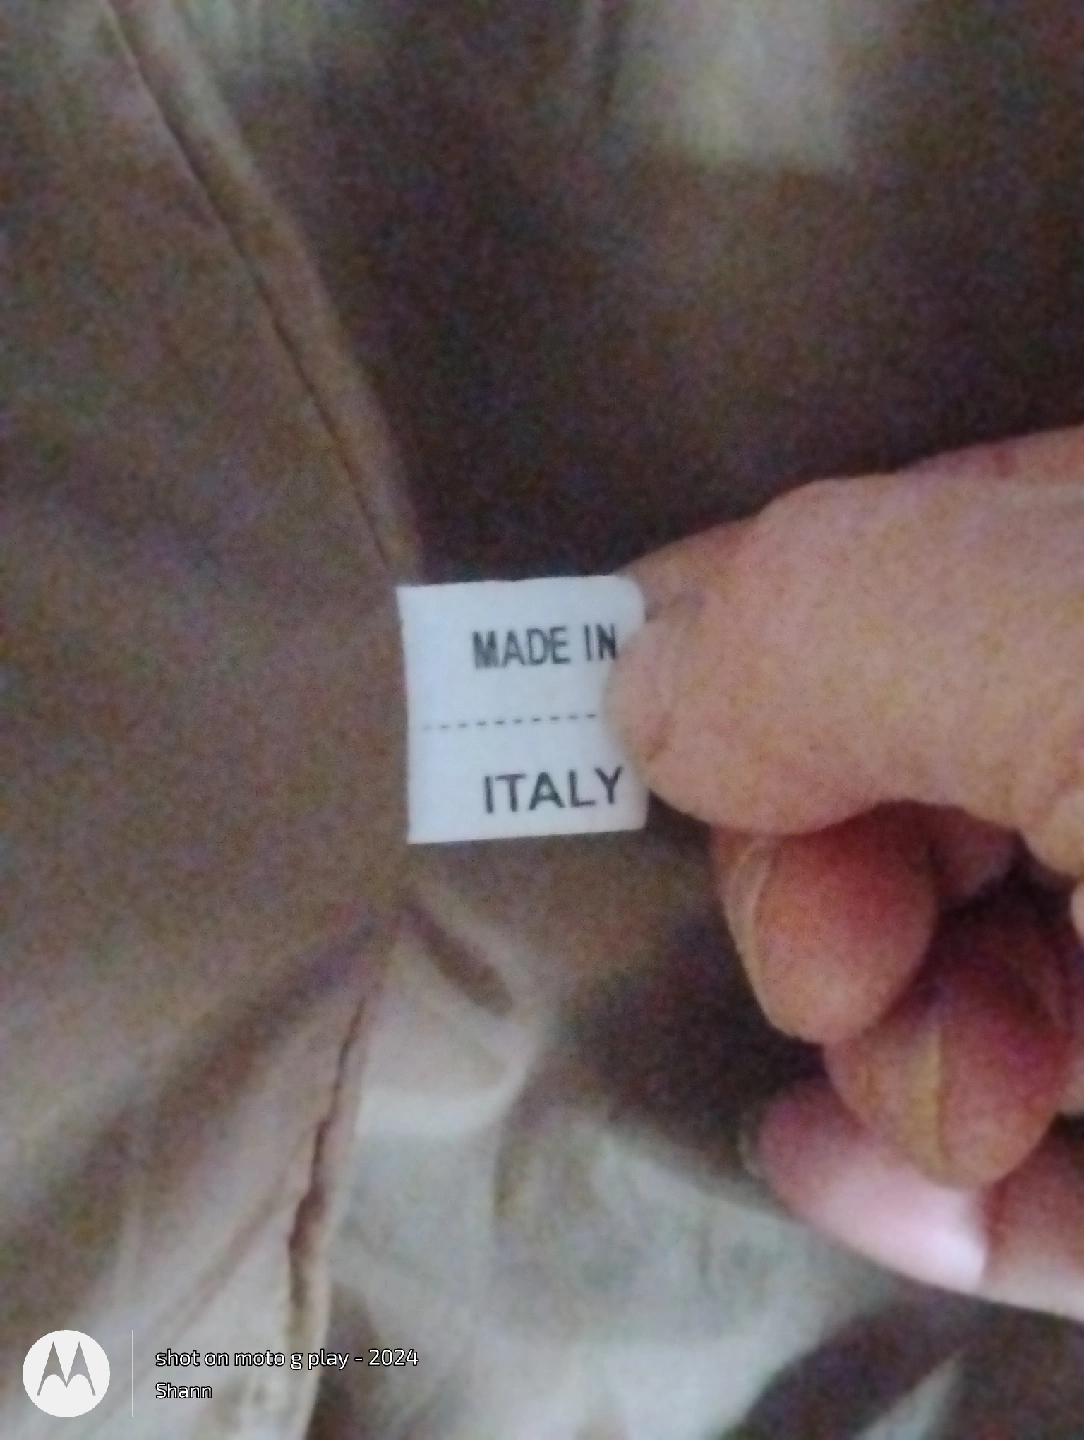 MADE IN
ITALY
shot on moto g play - 2024
Shann